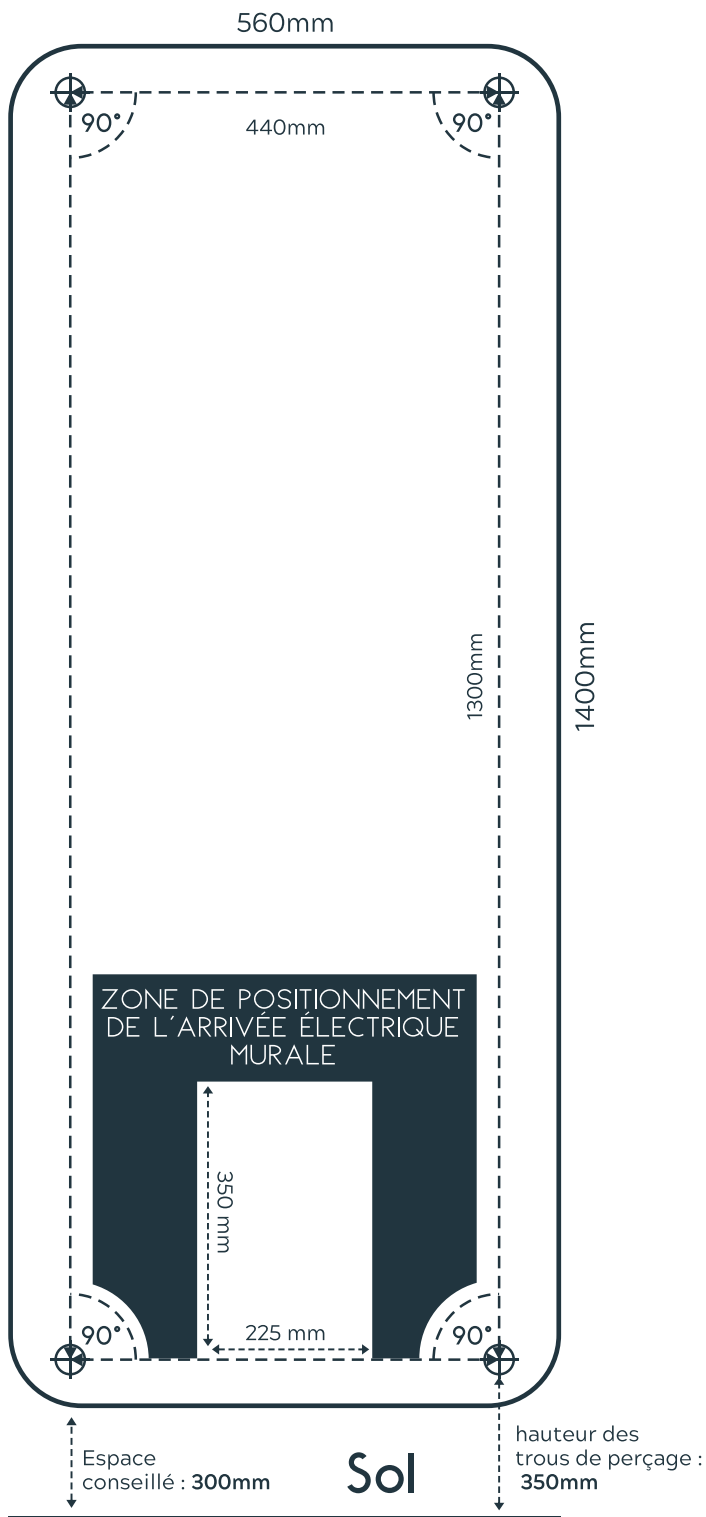 560mm
90°
90°
440mm
1300mm
1400mm
ZONE DE POSITIONNEMENT
DE L´ARRIVÉE ÉLECTRIQUE
MURALE
350 mm
225 mm
90°
90°
Espace
conseillé : 300mm
Sol
hauteur des
trous de perçage :
350mm